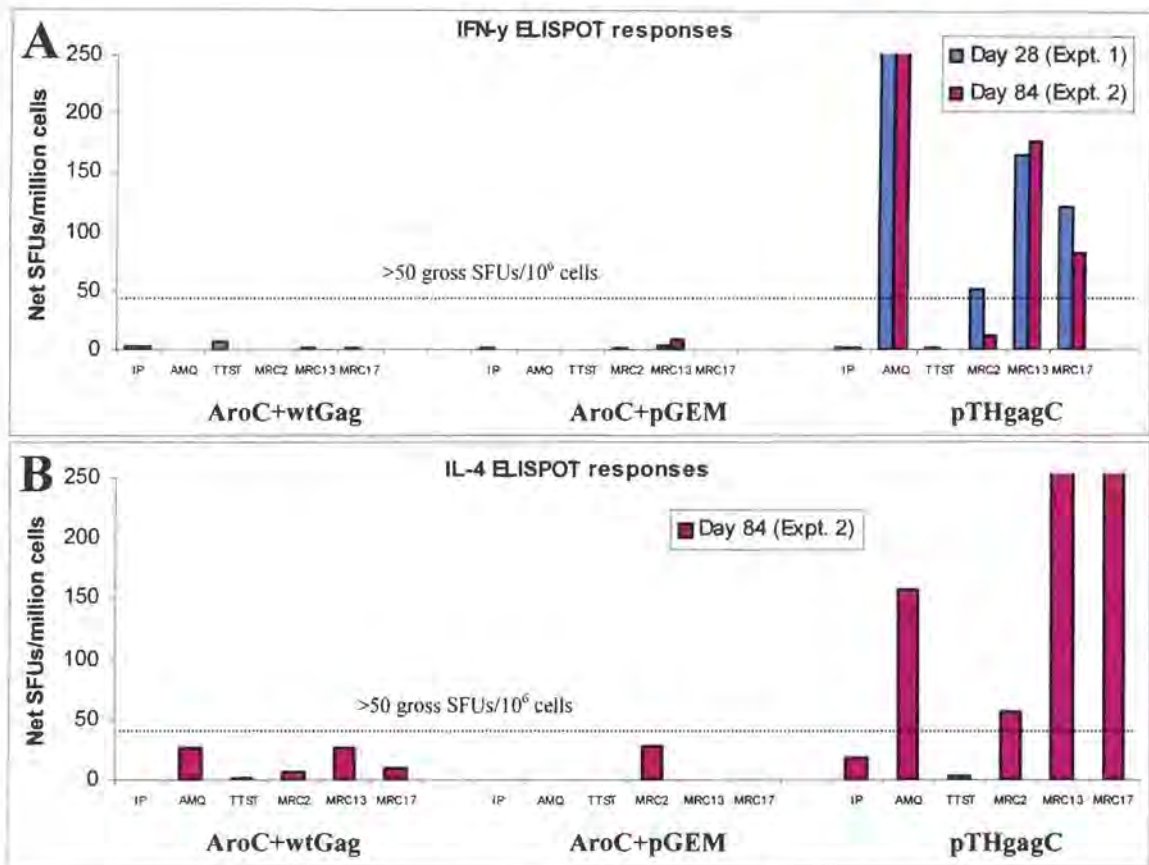 A
IFN-y ELISPOT responses
Net SFUs/million cells
250
200
150
100
50
0
Day 28 (Expt. 1)
Day 84 (Expt. 2)
>50 gross SFUs/10⁶ cells
IP AMQ TTST MRC2 MRC13 MRC17 IP AMQ TTST MRC2 MRC13 MRC17 IP AMQ TTST MRC2 MRC13 MRC17
AroC+wtGag AroC+pGEM pTHgagC
B
IL-4 ELISPOT responses
Net SFUs/million cells
250
200
150
100
50
0
Day 84 (Expt. 2)
>50 gross SFUs/10⁶ cells
IP AMQ TTST MRC2 MRC13 MRC17 IP AMQ TTST MRC2 MRC13 MRC17 IP AMQ TTST MRC2 MRC13 MRC17
AroC+wtGag AroC+pGEM pTHgagC